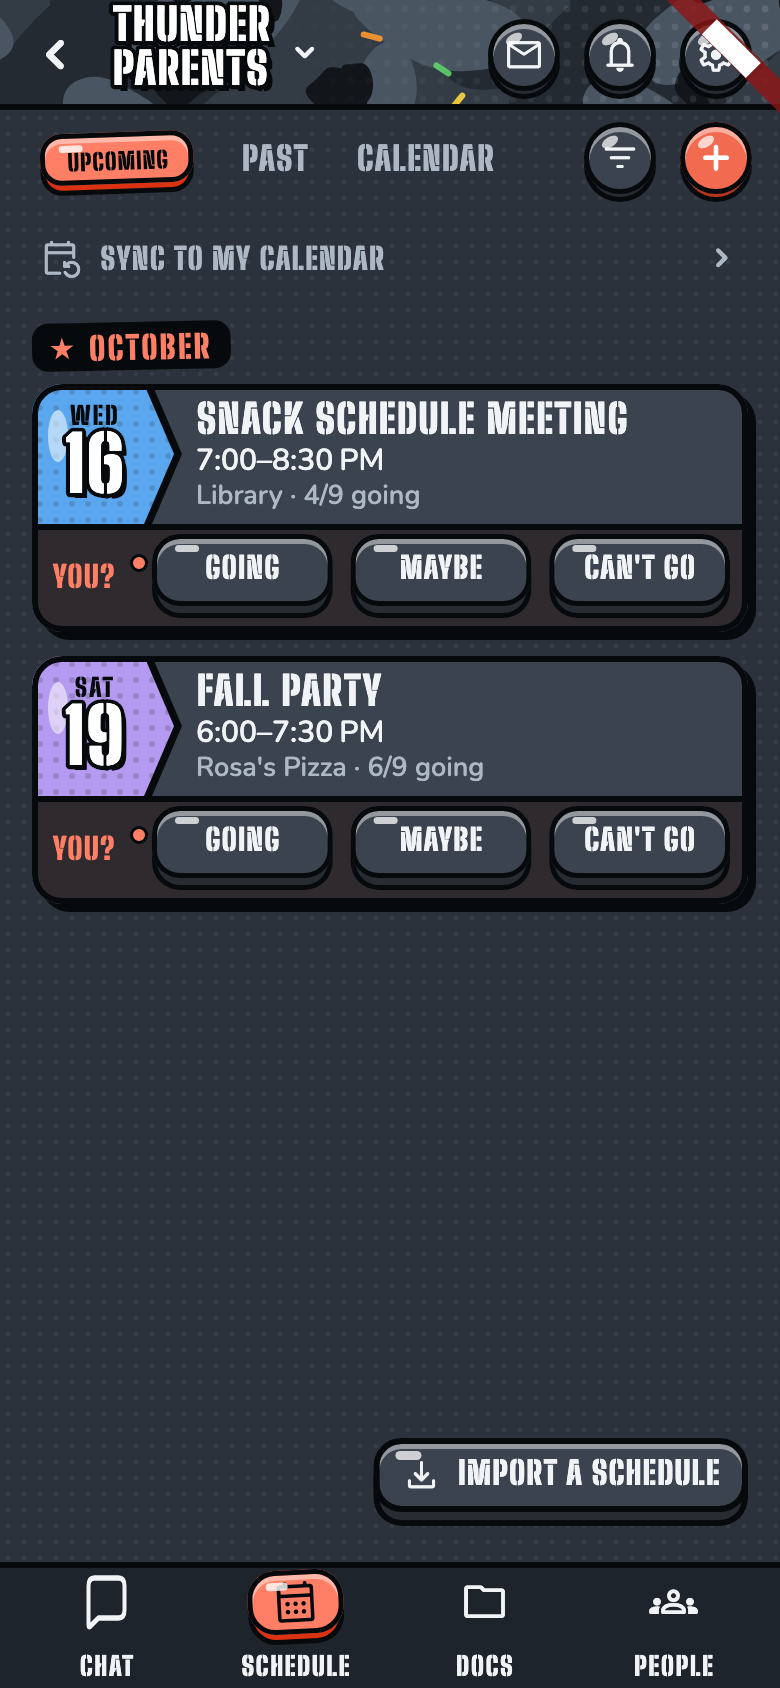 THUNDER
PARENTS
UPCOMING
PAST
CALENDAR
SYNC TO MY CALENDAR
★ OCTOBER
WED
16
SNACK SCHEDULE MEETING
7:00–8:30 PM
Library · 4/9 going
YOU?
GOING
MAYBE
CAN'T GO
SAT
19
FALL PARTY
6:00–7:30 PM
Rosa's Pizza · 6/9 going
YOU?
GOING
MAYBE
CAN'T GO
IMPORT A SCHEDULE
CHAT
SCHEDULE
DOCS
PEOPLE